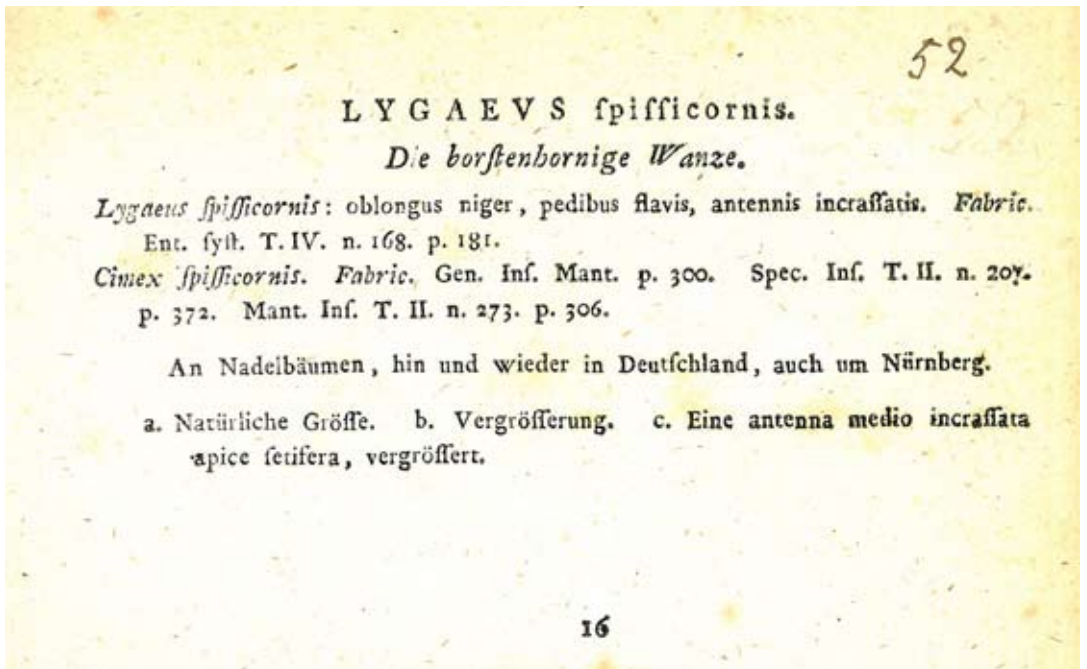 52
LYGAEVS ſpiſſicornis.
Die borſtenhornige Wanze.
Lygaeus ſpiſſicornis: oblongus niger, pedibus flavis, antennis incraſſatis. Fabric.
Ent. ſyſt. T. IV. n. 168. p. 181.
Cimex ſpiſſicornis. Fabric. Gen. Inſ. Mant. p. 300. Spec. Inſ. T. II. n. 207.
p. 372. Mant. Inſ. T. II. n. 273. p. 306.
An Nadelbäumen, hin und wieder in Deutſchland, auch um Nürnberg.
a. Natürliche Gröſſe. b. Vergröſſerung. c. Eine antenna medio incraſſata
apice ſetifera, vergröſſert.
16